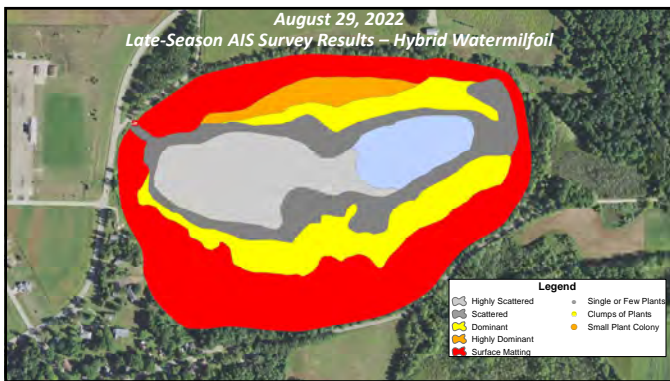 August 29, 2022
Late-Season AIS Survey Results – Hybrid Watermilfoil
Legend
Highly Scattered
Scattered
Dominant
Highly Dominant
Surface Matting
Single or Few Plants
Clumps of Plants
Small Plant Colony